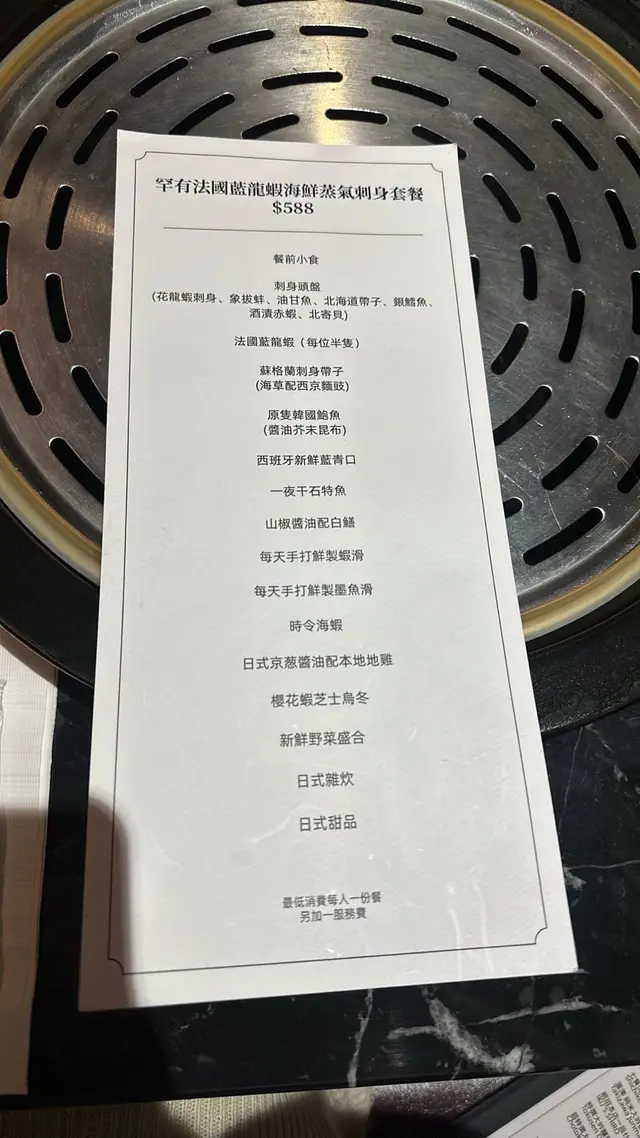 罕有法國藍龍蝦海鮮蒸氣刺身套餐
$588
餐前小食
刺身頭盤
(花龍蝦刺身、象拔蚌、油甘魚、北海道帶子、銀鱈魚、
酒漬赤蝦、北寄貝)
法國藍龍蝦（每位半隻）
蘇格蘭刺身帶子
(海草配西京麵豉)
原隻韓國鮑魚
(醬油芥末昆布)
西班牙新鮮藍青口
一夜干石特魚
山椒醬油配白鱔
每天手打鮮製蝦滑
每天手打鮮製墨魚滑
時令海蝦
日式京葱醬油配本地地雞
櫻花蝦芝士烏冬
新鮮野菜盛合
日式雜炊
日式甜品
最低消費每人一份餐
另加一服務費